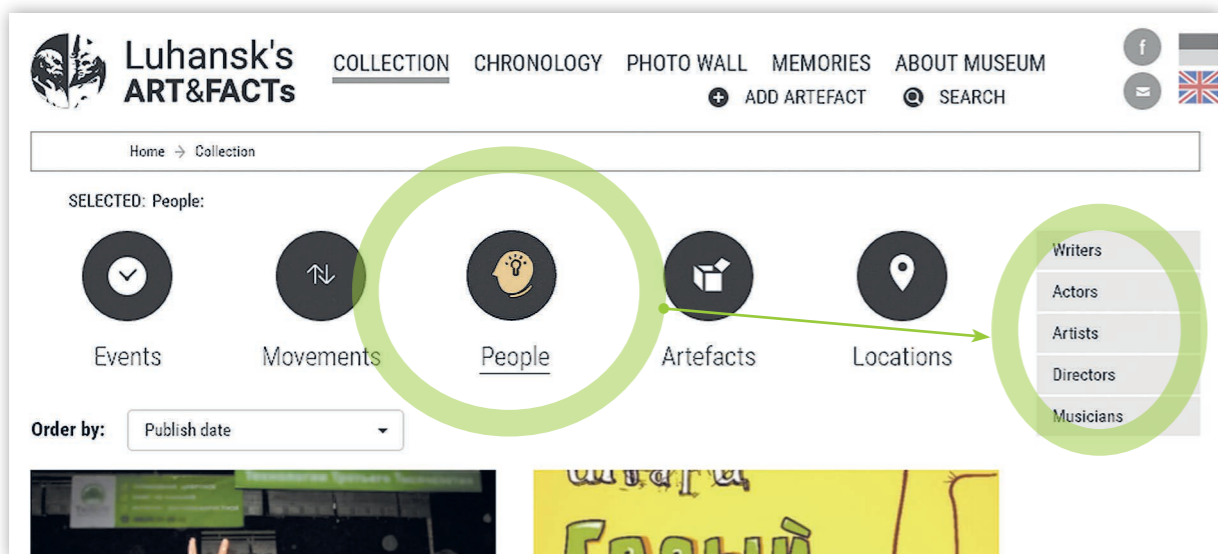 Luhansk's
ART&FACTs
COLLECTION CHRONOLOGY PHOTO WALL MEMORIES ABOUT MUSEUM
ADD ARTEFACT SEARCH
f
Home → Collection
SELECTED: People:
Events Movements People Artefacts Locations
Writers
Actors
Artists
Directors
Musicians
Order by: Publish date